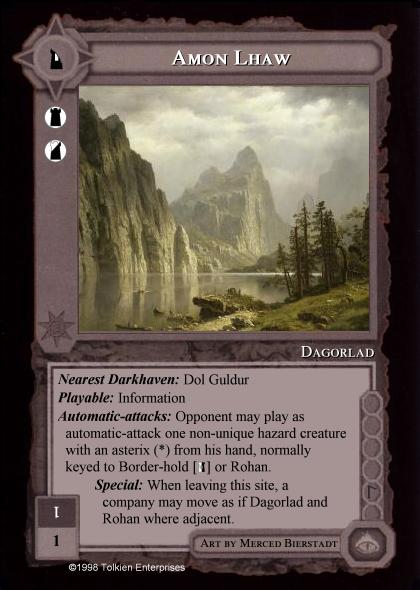 AMON LHAW
DAGORLAD
Nearest Darkhaven: Dol Guldur
Playable: Information
Automatic-attacks: Opponent may play as
automatic-attack one non-unique hazard creature
with an asterix (*) from his hand, normally
keyed to Border-hold [] or Rohan.
Special: When leaving this site, a
company may move as if Dagorlad and
Rohan where adjacent.
1
1
ART BY MERCED BIERSTADT
©1998 Tolkien Enterprises